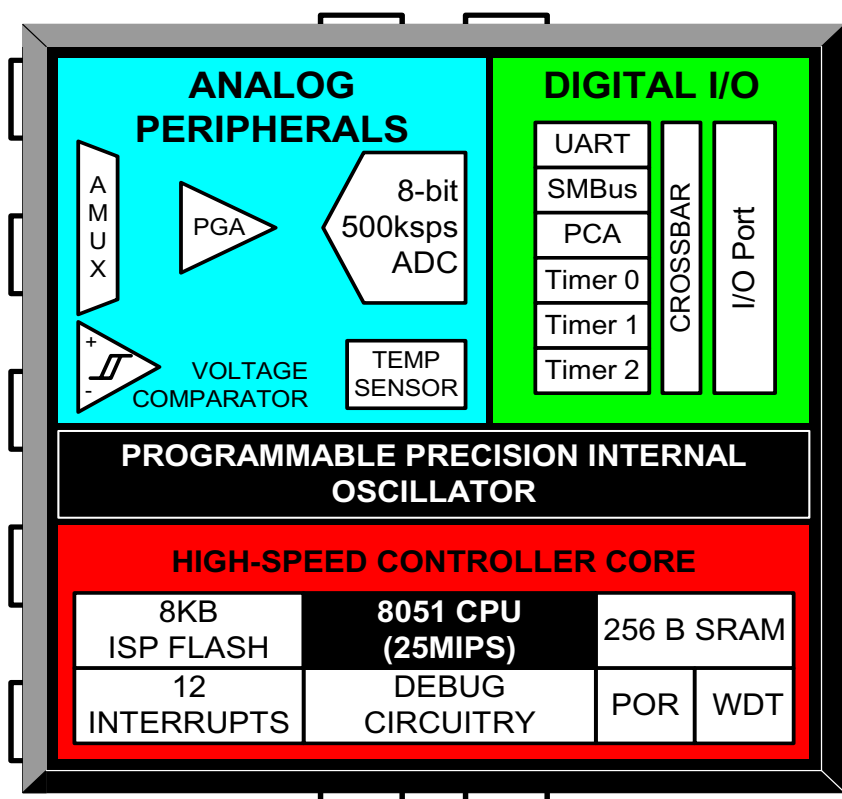 ANALOG
PERIPHERALS
A
M
U
X
PGA
8-bit
500ksps
ADC
+
-
VOLTAGE
COMPARATOR
TEMP
SENSOR
DIGITAL I/O
UART
SMBus
PCA
Timer 0
Timer 1
Timer 2
CROSSBAR
I/O Port
PROGRAMMABLE PRECISION INTERNAL
OSCILLATOR
HIGH-SPEED CONTROLLER CORE
8KB
ISP FLASH
8051 CPU
(25MIPS)
256 B SRAM
12
INTERRUPTS
DEBUG
CIRCUITRY
POR
WDT